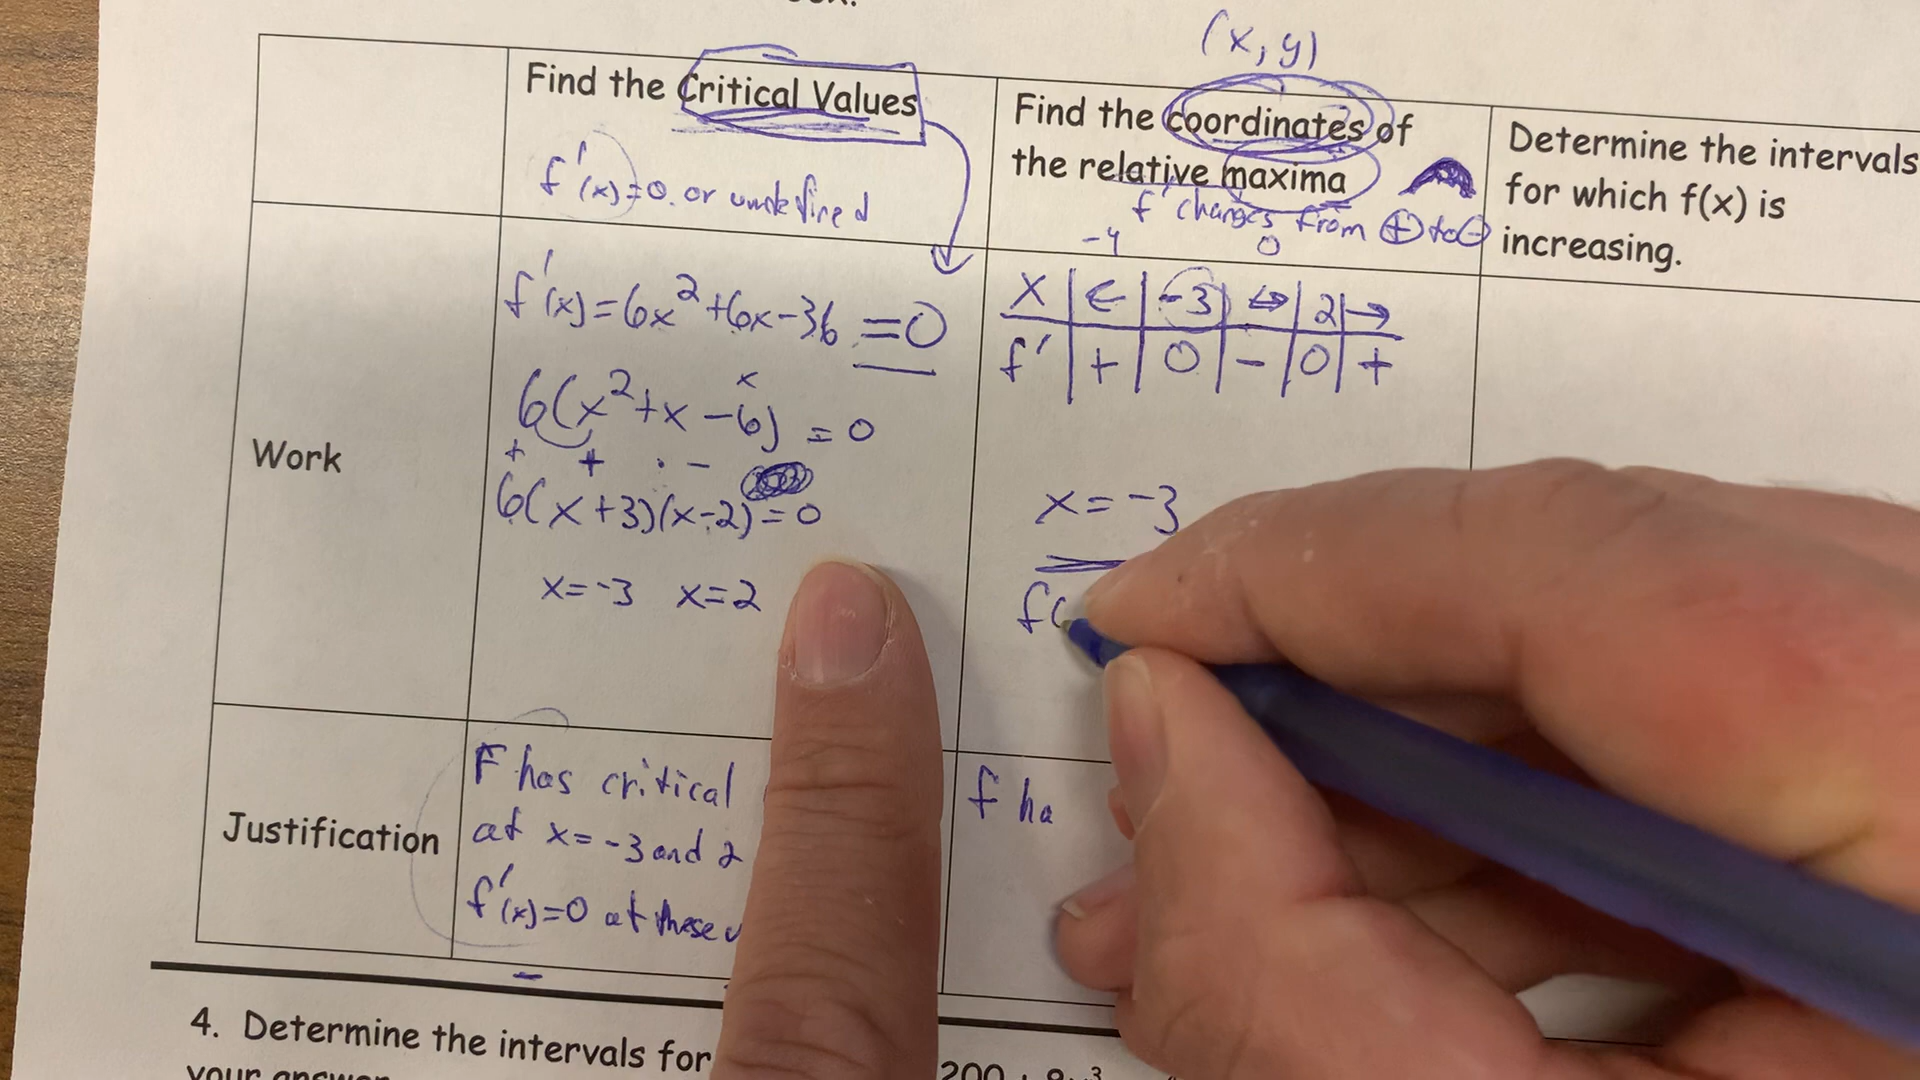 (x, y)
Find the Critical Values
f'(x)=0. or undefined
Find the coordinates of
the relative maxima
f' changes from + to -
Determine the intervals
for which f(x) is
increasing.
Work
f'(x)=6x²+6x-36 =0
6(x²+x-6) = 0
+ + . -
6(x+3)(x-2)=0
x=-3 x=2
-4 0
x ← -3 ↔ 2 →
f' + 0 - 0 +
x=-3
f(
Justification
F has critical
at x=-3 and 2
f'(x)=0 at these
f ha
4. Determine the intervals for
your answer